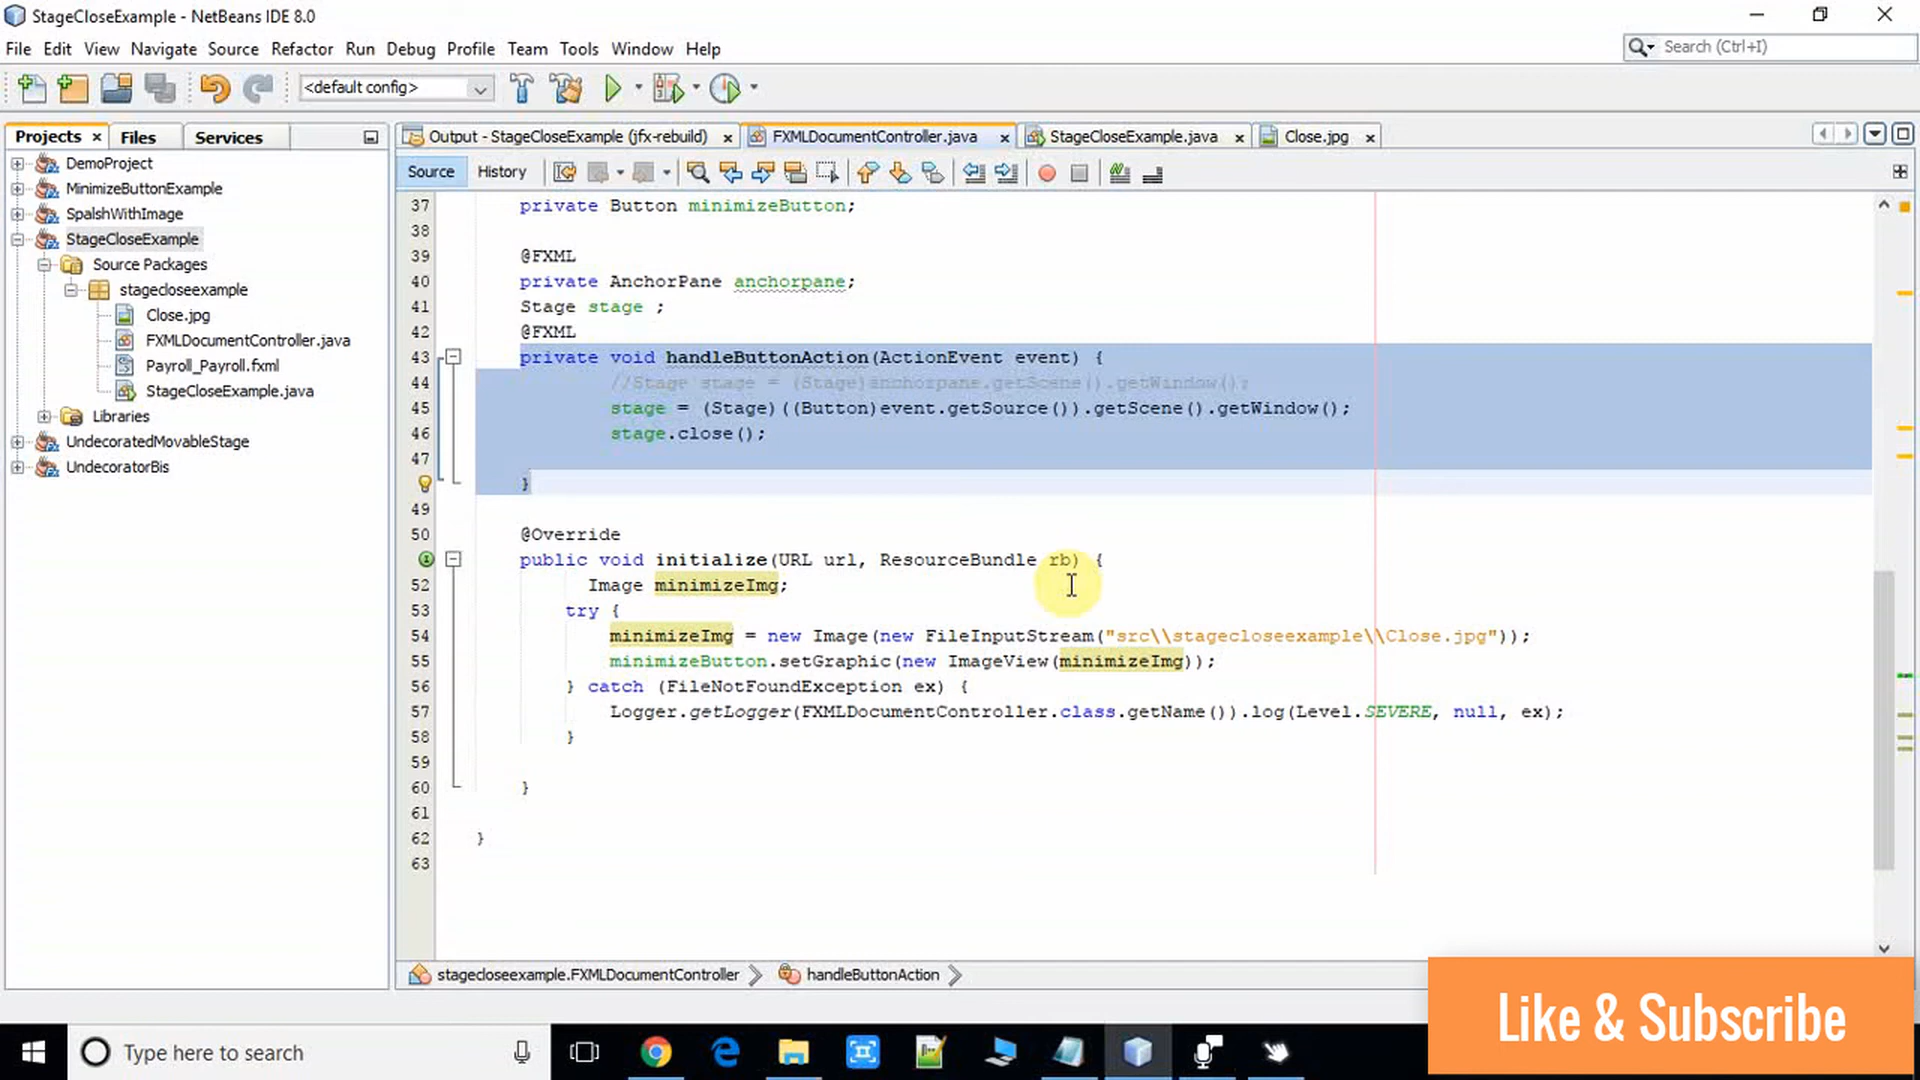 StageCloseExample - NetBeans IDE 8.0
File Edit View Navigate Source Refactor Run Debug Profile Team Tools Window Help
Search (Ctrl+I)
<default config>
Projects Files Services
Output - StageCloseExample (jfx-rebuild) FXMLDocumentController.java StageCloseExample.java Close.jpg
Source History
DemoProject
MinimizeButtonExample
SpalshWithImage
StageCloseExample
Source Packages
stagecloseexample
Close.jpg
FXMLDocumentController.java
Payroll_Payroll.fxml
StageCloseExample.java
Libraries
UndecoratedMovableStage
UndecoratorBis
37 private Button minimizeButton;
38
39 @FXML
40 private AnchorPane anchorpane;
41 Stage stage ;
42 @FXML
43 private void handleButtonAction(ActionEvent event) {
44 //Stage stage = (Stage)anchorpane.getScene().getWindow();
45 stage = (Stage)((Button)event.getSource()).getScene().getWindow();
46 stage.close();
47
}
49
50 @Override
public void initialize(URL url, ResourceBundle rb) {
52 Image minimizeImg;
53 try {
54 minimizeImg = new Image(new FileInputStream("src\\stagecloseexample\\Close.jpg"));
55 minimizeButton.setGraphic(new ImageView(minimizeImg));
56 } catch (FileNotFoundException ex) {
57 Logger.getLogger(FXMLDocumentController.class.getName()).log(Level.SEVERE, null, ex);
58 }
59
60 }
61
62 }
63
stagecloseexample.FXMLDocumentController handleButtonAction
Like & Subscribe
Type here to search